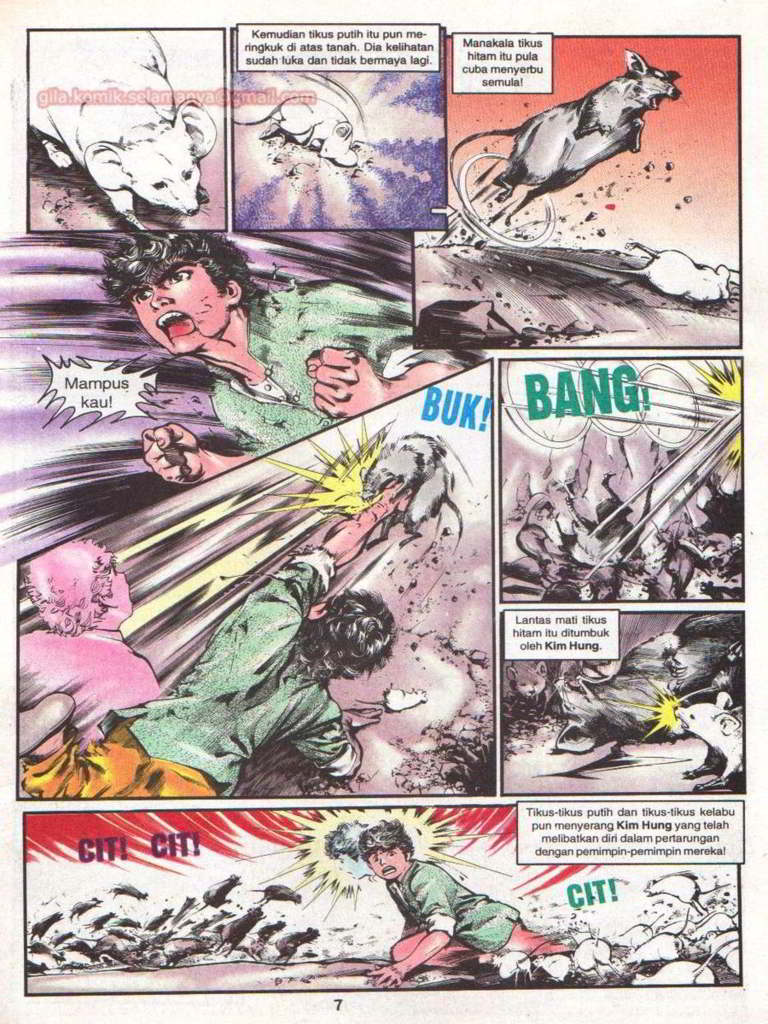 Kemudian tikus putih itu pun me-
ringkuk di atas tanah. Dia kelihatan
sudah luka dan tidak bermaya lagi.
Manakala tikus
hitam itu pula
cuba menyerbu
semula!
gila.komik.selamanya@gmail.com
Mampus
kau!
BUK!
BANG!
Lantas mati tikus
hitam itu ditumbuk
oleh Kim Hung.
Tikus-tikus putih dan tikus-tikus kelabu
pun menyerang Kim Hung yang telah
melibatkan diri dalam pertarungan
dengan pemimpin-pemimpin mereka!
CIT! CIT!
CIT!
7